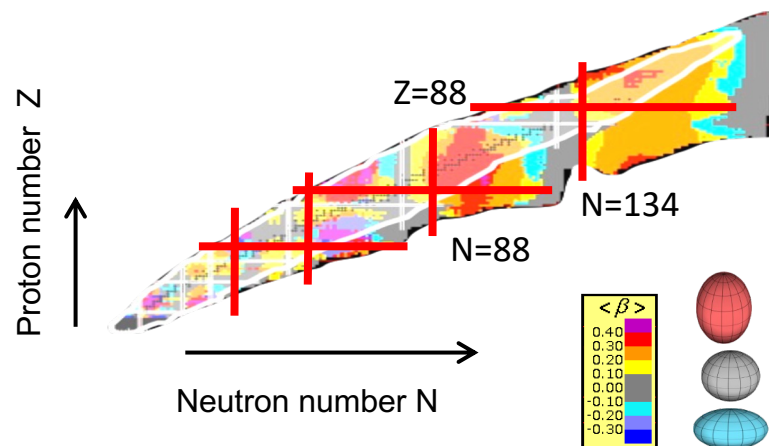 Z=88
Proton number Z
N=134
N=88
< β >
0.40
0.30
0.20
0.10
0.00
-0.10
-0.20
-0.30
Neutron number N